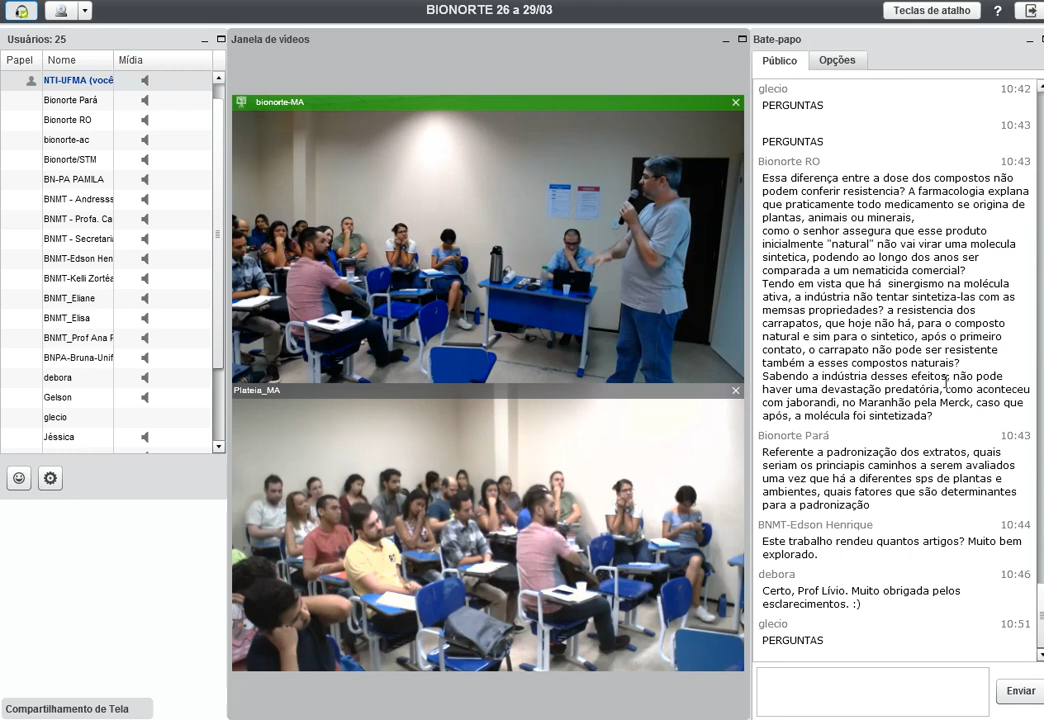 BIONORTE 26 a 29/03
Teclas de atalho
?
Usuários: 25
Papel Nome Mídia
NTI-UFMA (você
Bionorte Pará
Bionorte RO
bionorte-ac
Bionorte/STM
BN-PA PAMILA
BNMT - Andresss
BNMT - Profa. Ca
BNMT - Secretari
BNMT-Edson Hen
BNMT-Kelli Zortéa
BNMT_Eliane
BNMT_Elisa
BNMT_Prof Ana F
BNPA-Bruna-Unif
debora
Gelson
glecio
Jéssica
Compartilhamento de Tela
Janela de vídeos
bionorte-MA
Plateia_MA
Bate-papo
Público Opções
glecio 10:42
PERGUNTAS
10:43
PERGUNTAS
Bionorte RO 10:43
Essa diferença entre a dose dos compostos não
podem conferir resistencia? A farmacologia explana
que praticamente todo medicamento se origina de
plantas, animais ou minerais,
como o senhor assegura que esse produto
inicialmente "natural" não vai virar uma molecula
sintetica, podendo ao longo dos anos ser
comparada a um nematicida comercial?
Tendo em vista que há sinergismo na molécula
ativa, a indústria não tentar sintetiza-las com as
memsas propriedades? a resistencia dos
carrapatos, que hoje não há, para o composto
natural e sim para o sintetico, após o primeiro
contato, o carrapato não pode ser resistente
também a esses compostos naturais?
Sabendo a indústria desses efeitos, não pode
haver uma devastação predatória, como aconteceu
com jaborandi, no Maranhão pela Merck, caso que
após, a molécula foi sintetizada?
Bionorte Pará 10:43
Referente a padronização dos extratos, quais
seriam os princiapis caminhos a serem avaliados
uma vez que há a diferentes sps de plantas e
ambientes, quais fatores que são determinantes
para a padronização
BNMT-Edson Henrique 10:44
Este trabalho rendeu quantos artigos? Muito bem
explorado.
debora 10:46
Certo, Prof Lívio. Muito obrigada pelos
esclarecimentos. :)
glecio 10:51
PERGUNTAS
Enviar